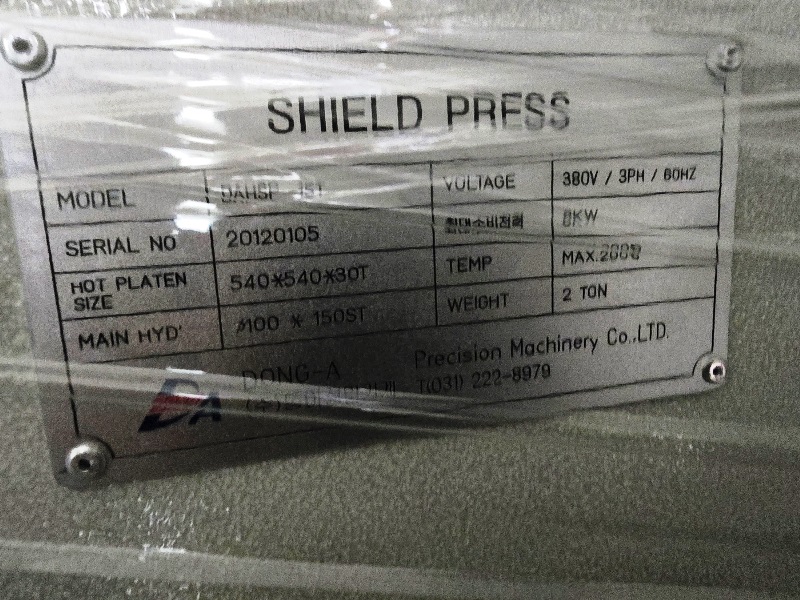 SHIELD PRESS
MODEL
VOLTAGE 380V / 3PH / 60HZ
SERIAL NO 20120105
최대소비전력 8KW
HOT PLATEN SIZE 540*540*30T
TEMP MAX.200
MAIN HYD' 100 * 150ST
WEIGHT 2 TON
DA DONG-A Precision Machinery Co.,LTD.
T(031) 222-8979